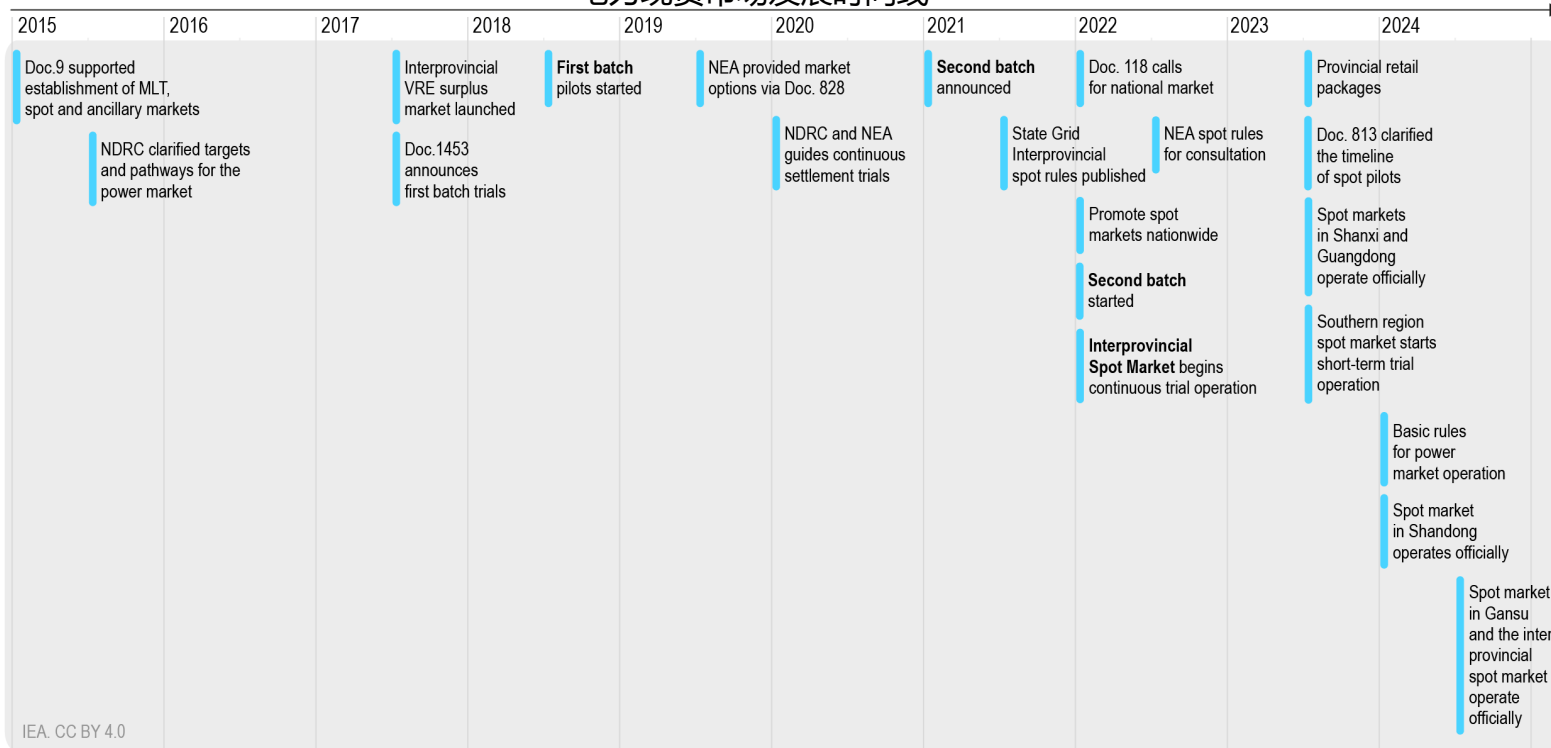 2015
2016
2017
2018
2019
2020
2021
2022
2023
2024
Doc.9 supported
establishment of MLT,
spot and ancillary markets
NDRC clarified targets
and pathways for the
power market
Interprovincial
VRE surplus
market launched
Doc.1453
announces
first batch trials
First batch
pilots started
NEA provided market
options via Doc. 828
NDRC and NEA
guides continuous
settlement trials
Second batch
announced
State Grid
Interprovincial
spot rules published
Doc. 118 calls
for national market
NEA spot rules
for consultation
Promote spot
markets nationwide
Second batch
started
Interprovincial
Spot Market begins
continuous trial operation
Provincial retail
packages
Doc. 813 clarified
the timeline
of spot pilots
Spot markets
in Shanxi and
Guangdong
operate officially
Southern region
spot market starts
short-term trial
operation
Basic rules
for power
market operation
Spot market
in Shandong
operates officially
Spot market
in Gansu
and the inter
provincial
spot market
operate
officially
IEA. CC BY 4.0